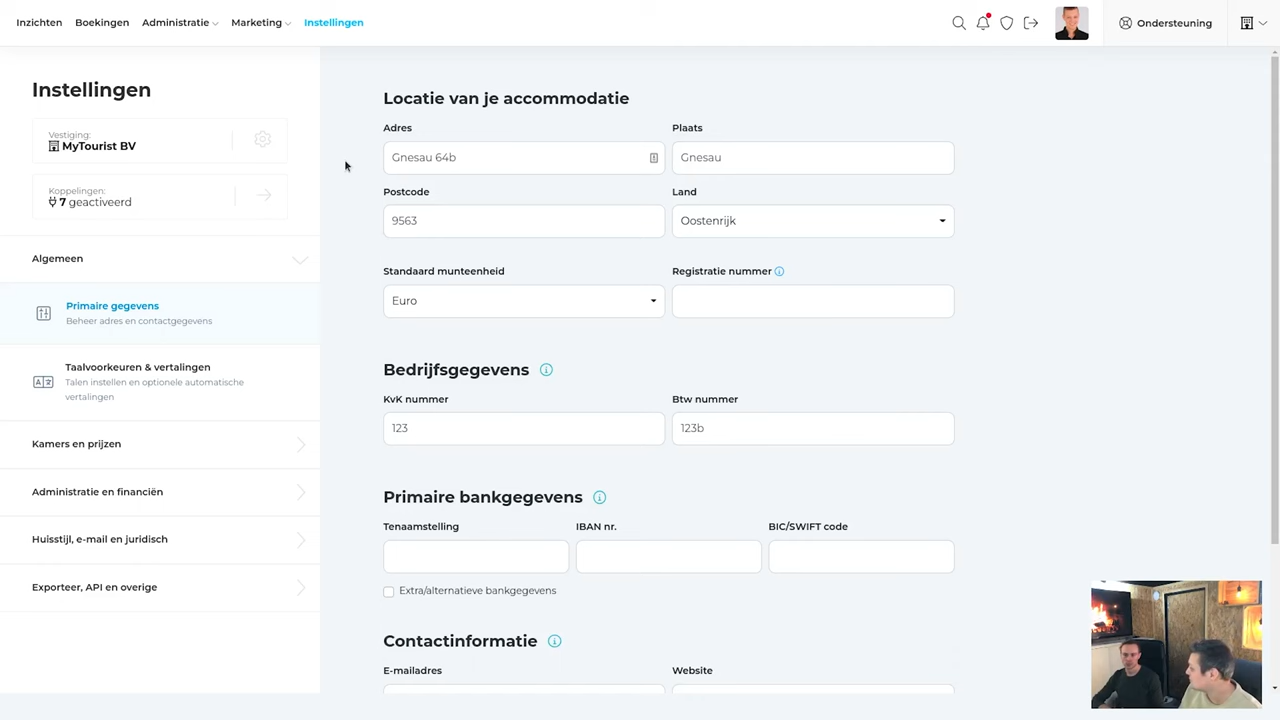 Inzichten Boekingen Administratie Marketing Instellingen Ondersteuning
Instellingen
Vestiging:
MyTourist BV
Koppelingen:
7 geactiveerd
Algemeen
Primaire gegevens
Beheer adres en contactgegevens
Taalvoorkeuren & vertalingen
Talen instellen en optionele automatische
vertalingen
Kamers en prijzen
Administratie en financiën
Huisstijl, e-mail en juridisch
Exporteer, API en overige
Locatie van je accommodatie
Adres Plaats
Gnesau 64b Gnesau
Postcode Land
9563 Oostenrijk
Standaard munteenheid Registratie nummer
Euro
Bedrijfsgegevens
KvK nummer Btw nummer
123 123b
Primaire bankgegevens
Tenaamstelling IBAN nr. BIC/SWIFT code
Extra/alternatieve bankgegevens
Contactinformatie
E-mailadres Website